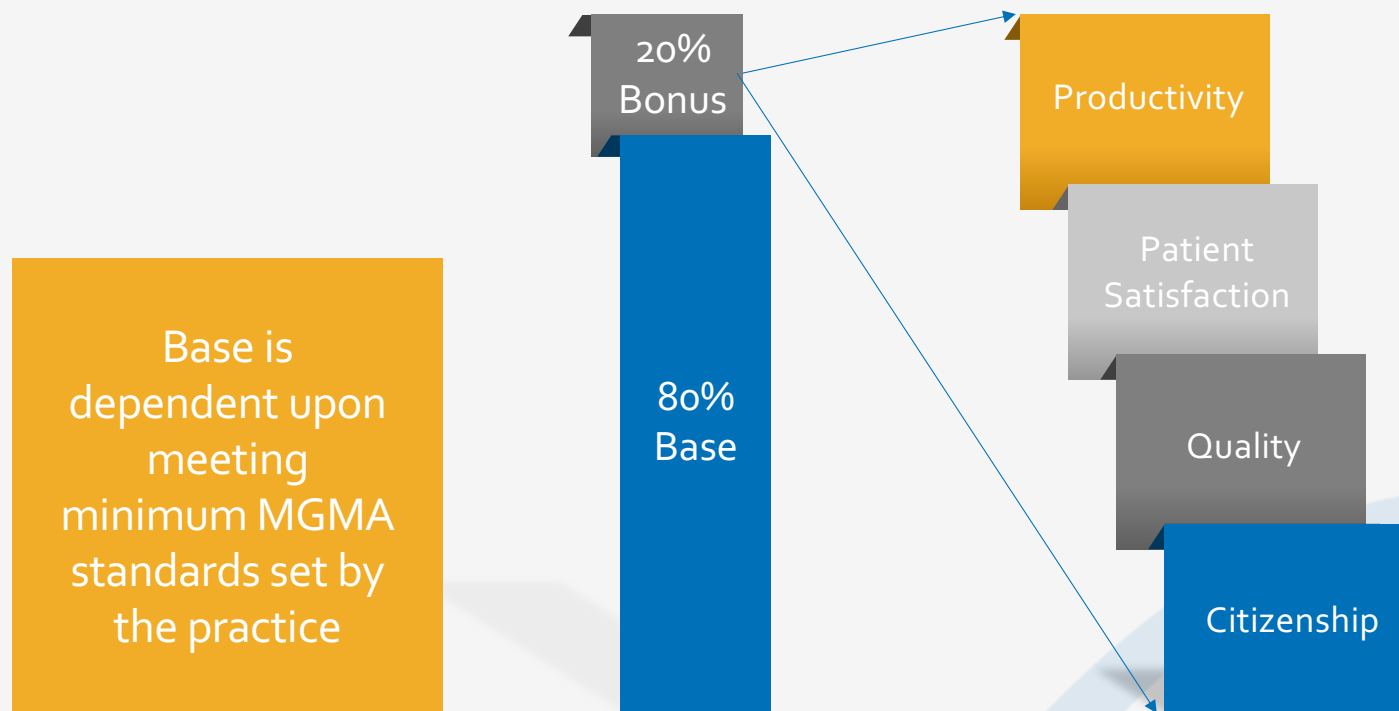 20%
Bonus
80%
Base
Base is
dependent upon
meeting
minimum MGMA
standards set by
the practice
Productivity
Patient
Satisfaction
Quality
Citizenship